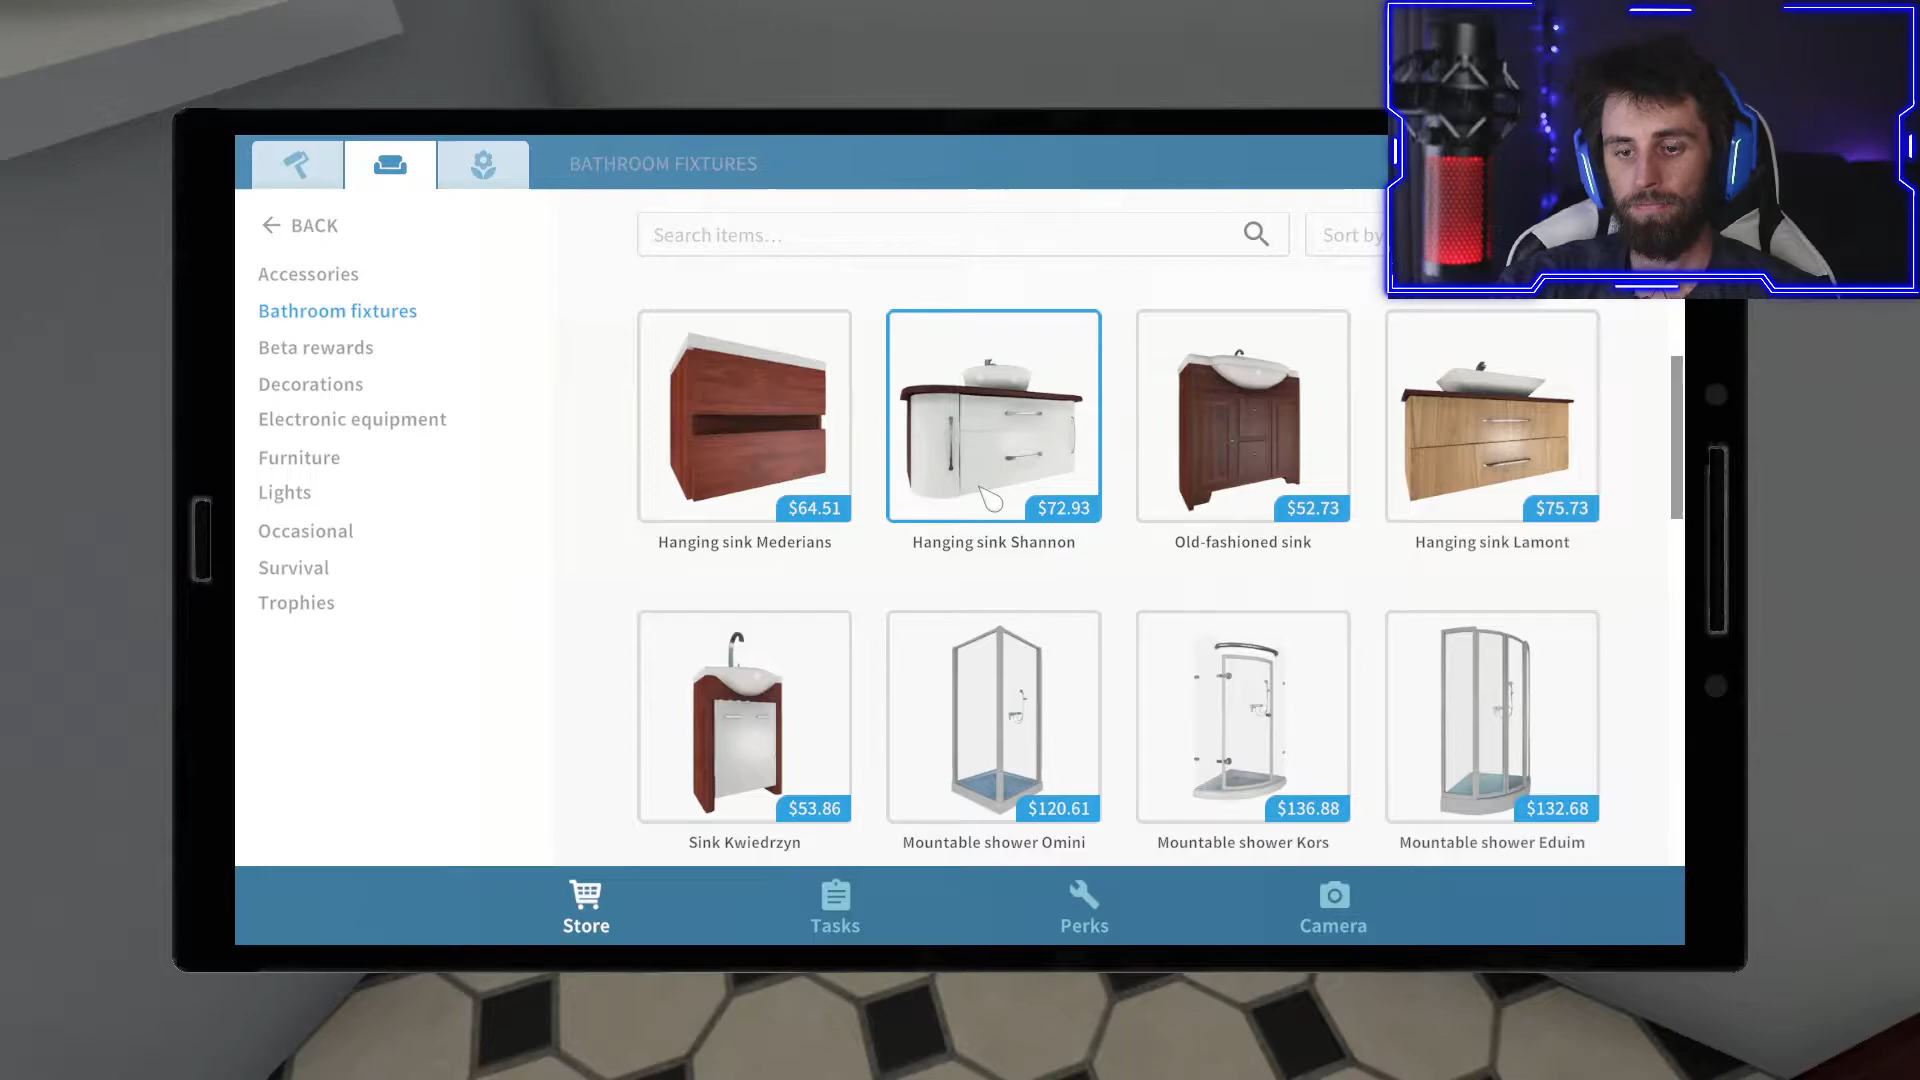 BATHROOM FIXTURES
BACK
Search items...
Sort by
Accessories
Bathroom fixtures
Beta rewards
Decorations
Electronic equipment
Furniture
Lights
Occasional
Survival
Trophies
$64.51
$72.93
$52.73
$75.73
Hanging sink Mederians
Hanging sink Shannon
Old-fashioned sink
Hanging sink Lamont
$53.86
$120.61
$136.88
$132.68
Sink Kwiedrzyn
Mountable shower Omini
Mountable shower Kors
Mountable shower Eduim
Store
Tasks
Perks
Camera